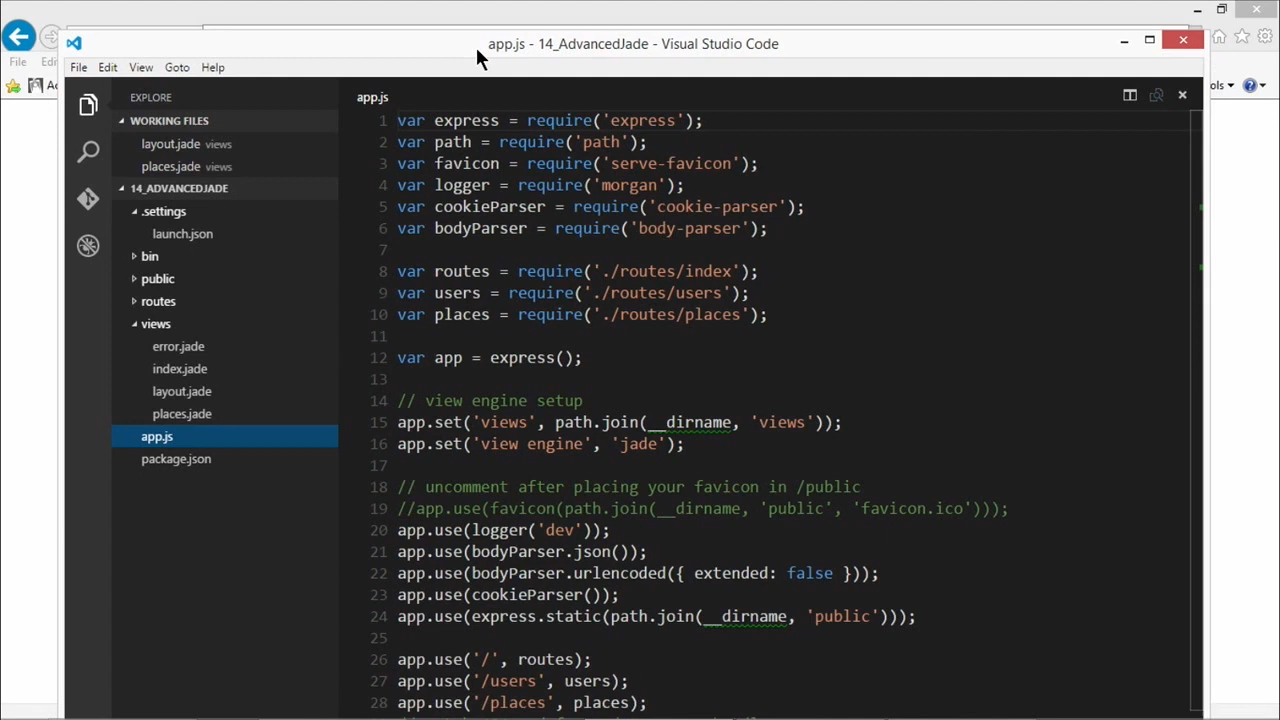 app.js - 14_AdvancedJade - Visual Studio Code
File
File Edit View Goto Help
Ac
ols
EXPLORE
WORKING FILES
layout.jade views
places.jade views
14_ADVANCEDJADE
.settings
launch.json
bin
public
routes
views
error.jade
index.jade
layout.jade
places.jade
app.js
package.json
app.js
1 var express = require('express');
2 var path = require('path');
3 var favicon = require('serve-favicon');
4 var logger = require('morgan');
5 var cookieParser = require('cookie-parser');
6 var bodyParser = require('body-parser');
7
8 var routes = require('./routes/index');
9 var users = require('./routes/users');
10 var places = require('./routes/places');
11
12 var app = express();
13
14 // view engine setup
15 app.set('views', path.join(__dirname, 'views'));
16 app.set('view engine', 'jade');
17
18 // uncomment after placing your favicon in /public
19 //app.use(favicon(path.join(__dirname, 'public', 'favicon.ico')));
20 app.use(logger('dev'));
21 app.use(bodyParser.json());
22 app.use(bodyParser.urlencoded({ extended: false }));
23 app.use(cookieParser());
24 app.use(express.static(path.join(__dirname, 'public')));
25
26 app.use('/', routes);
27 app.use('/users', users);
28 app.use('/places', places);